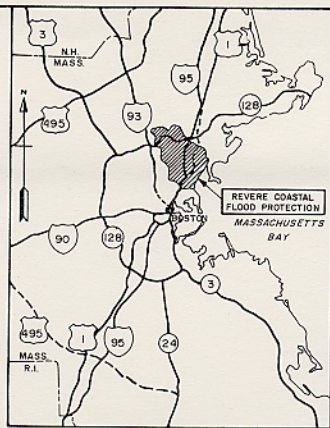 3
N.H.
MASS.
95
1
495
93
128
N
REVERE COASTAL
FLOOD PROTECTION
BOSTON
MASSACHUSETTS
BAY
90
128
3
495
1
95
24
MASS.
R.I.